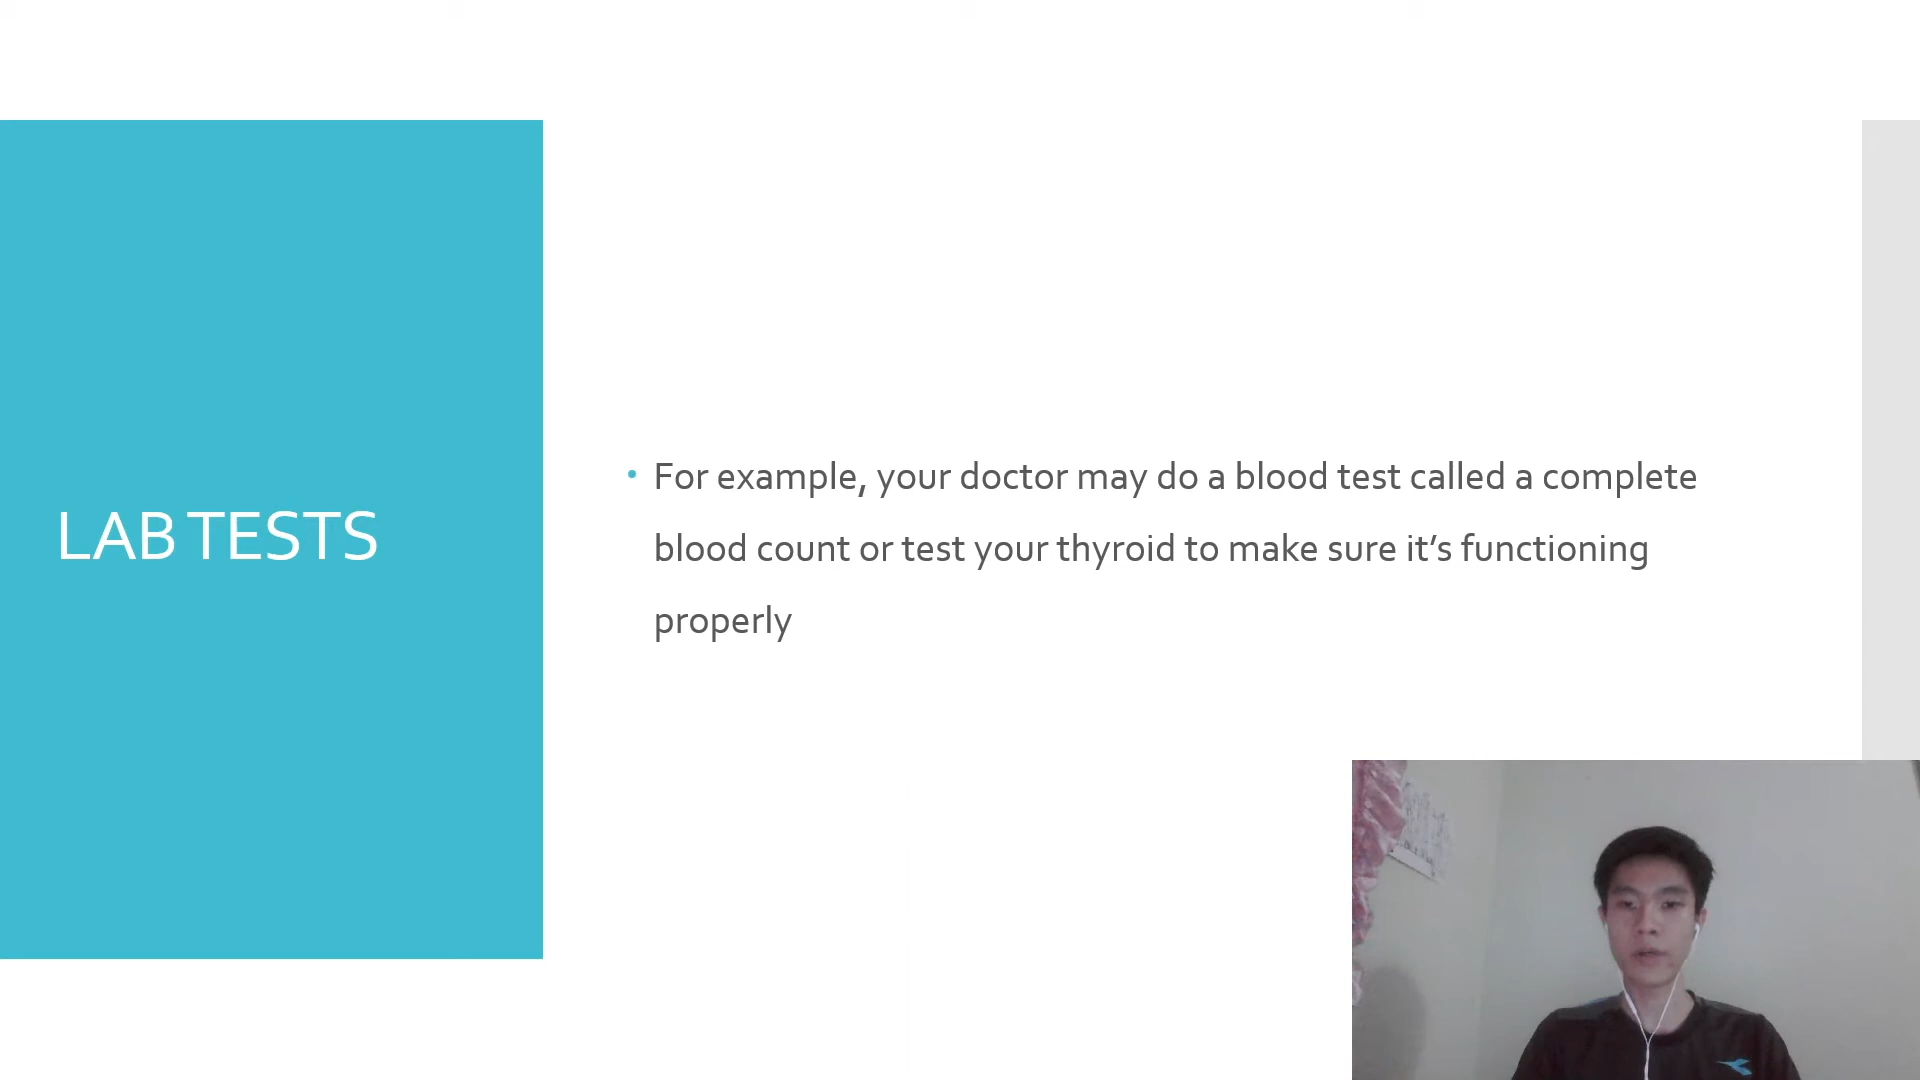 LAB TESTS
• For example, your doctor may do a blood test called a complete
blood count or test your thyroid to make sure it’s functioning
properly